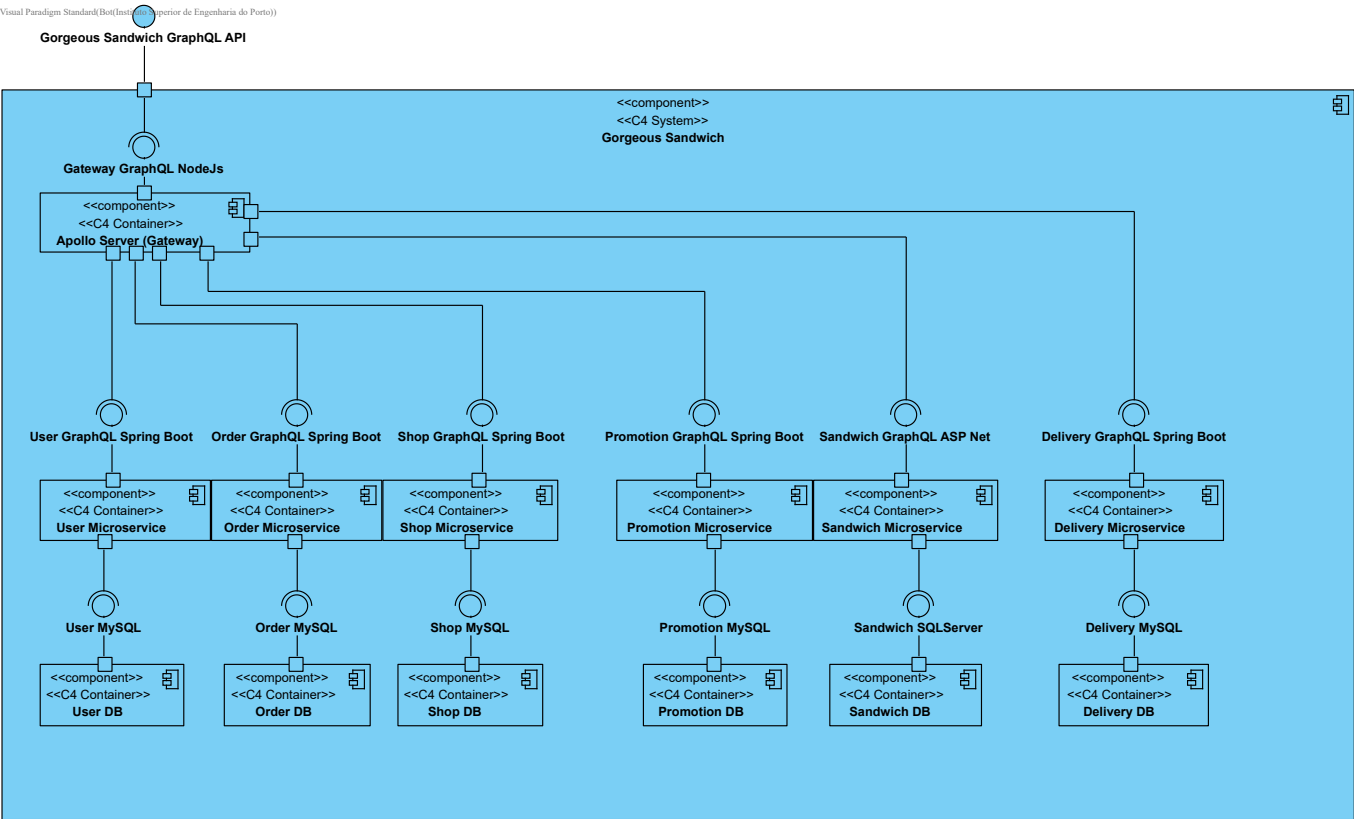 Visual Paradigm Standard(Bot(Instituto Superior de Engenharia do Porto))
Gorgeous Sandwich GraphQL API
<<component>>
<<C4 System>>
Gorgeous Sandwich
Gateway GraphQL NodeJs
<<component>>
<<C4 Container>>
Apollo Server (Gateway)
User GraphQL Spring Boot
Order GraphQL Spring Boot
Shop GraphQL Spring Boot
Promotion GraphQL Spring Boot
Sandwich GraphQL ASP Net
Delivery GraphQL Spring Boot
<<component>>
<<C4 Container>>
User Microservice
<<component>>
<<C4 Container>>
Order Microservice
<<component>>
<<C4 Container>>
Shop Microservice
<<component>>
<<C4 Container>>
Promotion Microservice
<<component>>
<<C4 Container>>
Sandwich Microservice
<<component>>
<<C4 Container>>
Delivery Microservice
User MySQL
Order MySQL
Shop MySQL
Promotion MySQL
Sandwich SQLServer
Delivery MySQL
<<component>>
<<C4 Container>>
User DB
<<component>>
<<C4 Container>>
Order DB
<<component>>
<<C4 Container>>
Shop DB
<<component>>
<<C4 Container>>
Promotion DB
<<component>>
<<C4 Container>>
Sandwich DB
<<component>>
<<C4 Container>>
Delivery DB